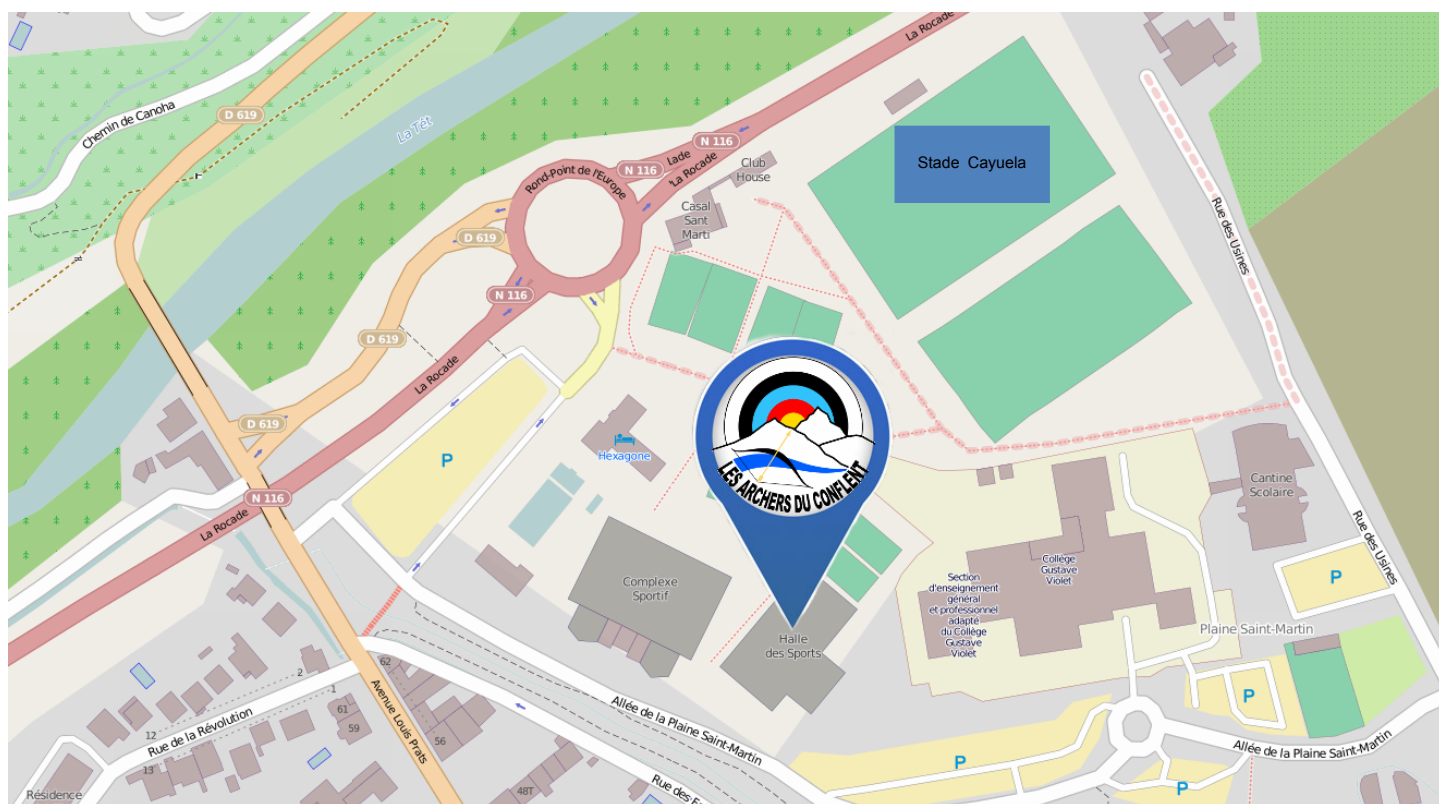 La Rocade
D 619
Chemin de Canoha
La Têt
Stade Cayuela
N 116
lade
N 116
La Rocade
Club
House
Rond-Point de l'Europe
Casal
Sant
Marti
D 619
Rue des Usines
N 116
D 619
La Rocade
D 619
P
Hexagone
LES ARCHERS DU CONFLENT
Cantine
Scolaire
N 116
La Rocade
Rue des Usines
Collège
Gustave
Violet
Complexe
Sportif
Section
d'enseignement
général
et professionnel
adapté
du Collège
Gustave
Violet
P
Plaine Saint-Martin
Halle
des Sports
62
2
1
61
59
56
12
13
Rue de la Révolution
Avenue Louis Prats
Allée de la Plaine Saint-Martin
P
Allée de la Plaine Saint-Martin
P
P
48T
Rue des
Résidence